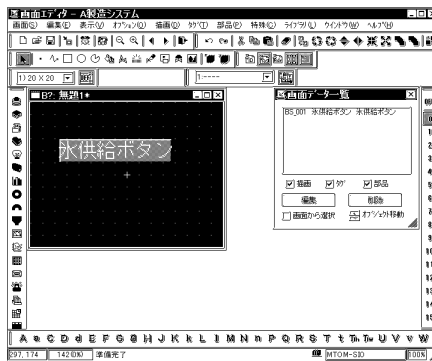 画面エディタ - A製造システム
画面(S) 編集(E) 表示(V) オプション(O) 描画(D) タグ(T) 部品(P) 特殊(C) ライブラリ(L) ウィンドウ(W) ヘルプ(H)
1) 20 X 20
1:----
B?: 無題1*
氷供給ボタン
画面データ一覧
BS_001 氷供給ボタン 氷供給ボタン
描画 タグ 部品
編集 削除
画面から選択 オブジェクト移動
297, 174 142(0%) 準備完了 MTOM-SIO 100%